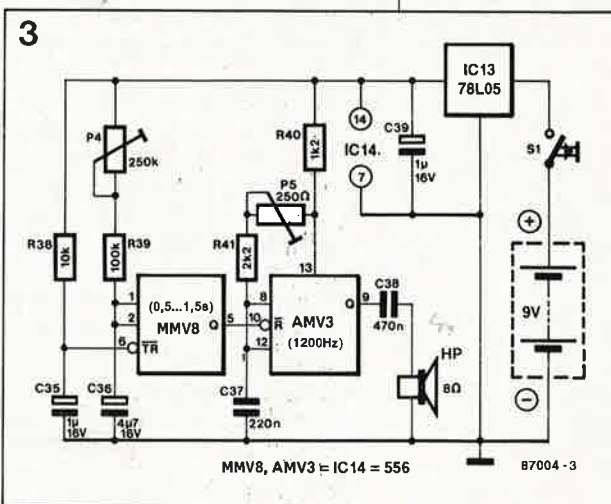 3
IC13
78L05
P4
250k
R40
1k2
14
IC14
7
C39
1µ
16V
S1
P5
250Ω
R38
10k
R39
100k
R41
2k2
+
9V
−
1
2
6
TR
(0,5...1,5s)
MMV8
Q
5
8
10
R
12
1
13
AMV3
(1200Hz)
Q
9
C38
470n
HP
8Ω
C35
1µ
16V
C36
4µ7
16V
C37
220n
MMV8, AMV3 = IC14 = 556
87004 - 3